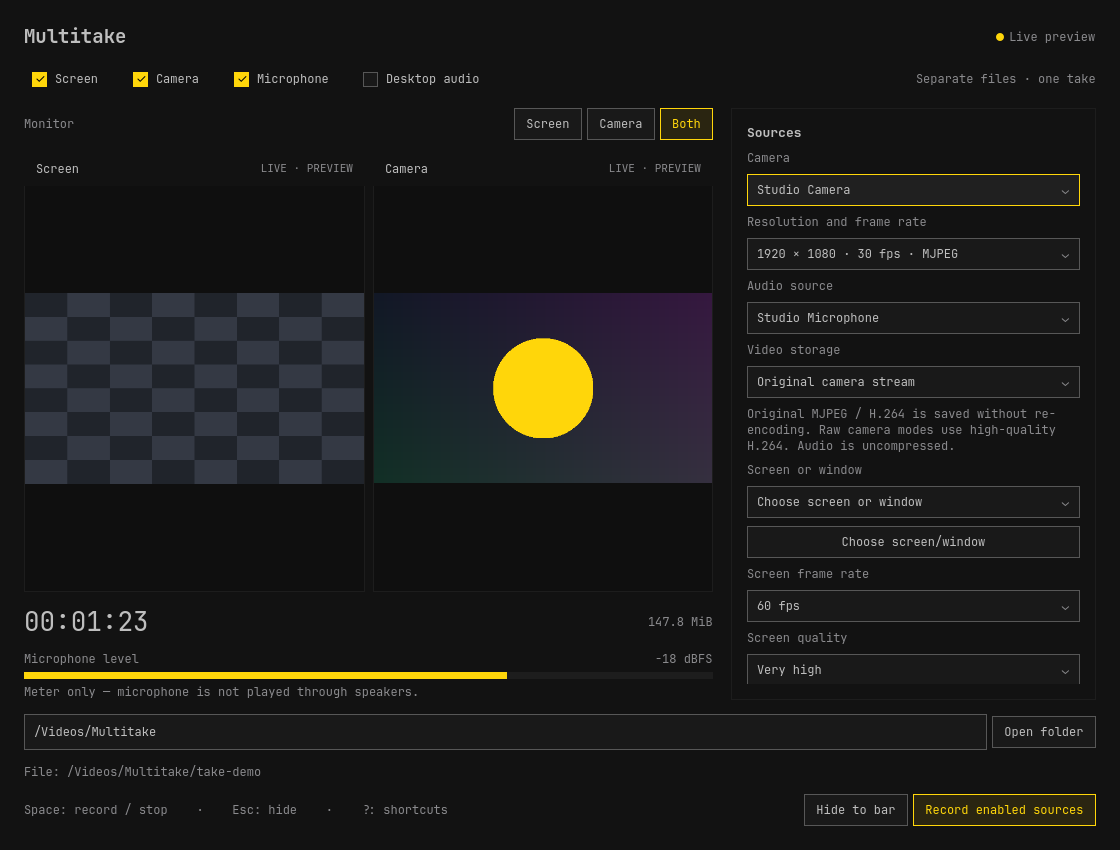 Multitake
Live preview
Screen
Camera
Microphone
Desktop audio
Separate files · one take
Monitor
Screen
Camera
Both
Screen
LIVE · PREVIEW
Camera
LIVE · PREVIEW
00:01:23
147.8 MiB
Microphone level
-18 dBFS
Meter only — microphone is not played through speakers.
Sources
Camera
Studio Camera
Resolution and frame rate
1920 × 1080 · 30 fps · MJPEG
Audio source
Studio Microphone
Video storage
Original camera stream
Original MJPEG / H.264 is saved without re-
encoding. Raw camera modes use high-quality
H.264. Audio is uncompressed.
Screen or window
Choose screen or window
Choose screen/window
Screen frame rate
60 fps
Screen quality
Very high
/Videos/Multitake
Open folder
File: /Videos/Multitake/take-demo
Space: record / stop · Esc: hide · ?: shortcuts
Hide to bar
Record enabled sources